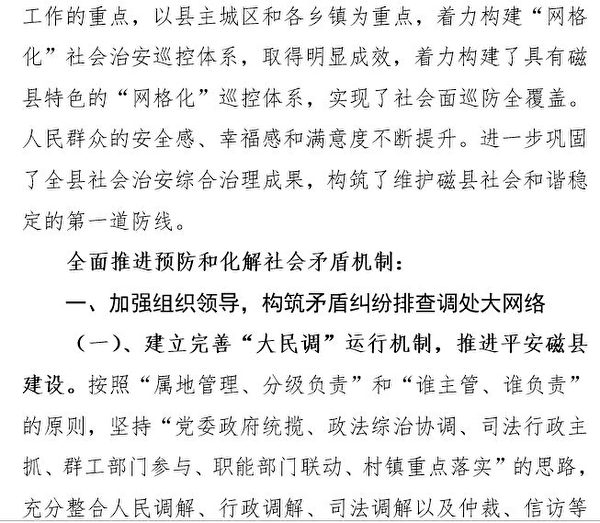 工作的重点，以县主城区和各乡镇为重点，着力构建“网格
化”社会治安巡控体系，取得明显成效，着力构建了具有磁
县特色的“网格化”巡控体系，实现了社会面巡防全覆盖。
人民群众的安全感、幸福感和满意度不断提升。进一步巩固
了全县社会治安综合治理成果，构筑了维护磁县社会和谐稳
定的第一道防线。
全面推进预防和化解社会矛盾机制：
一、加强组织领导，构筑矛盾纠纷排查调处大网络
（一）、建立完善“大民调”运行机制，推进平安磁县
建设。按照“属地管理、分级负责”和“谁主管、谁负责”
的原则，坚持“党委政府统揽、政法综治协调、司法行政主
抓、群工部门参与、职能部门联动、村镇重点落实”的思路，
充分整合人民调解、行政调解、司法调解以及仲裁、信访等